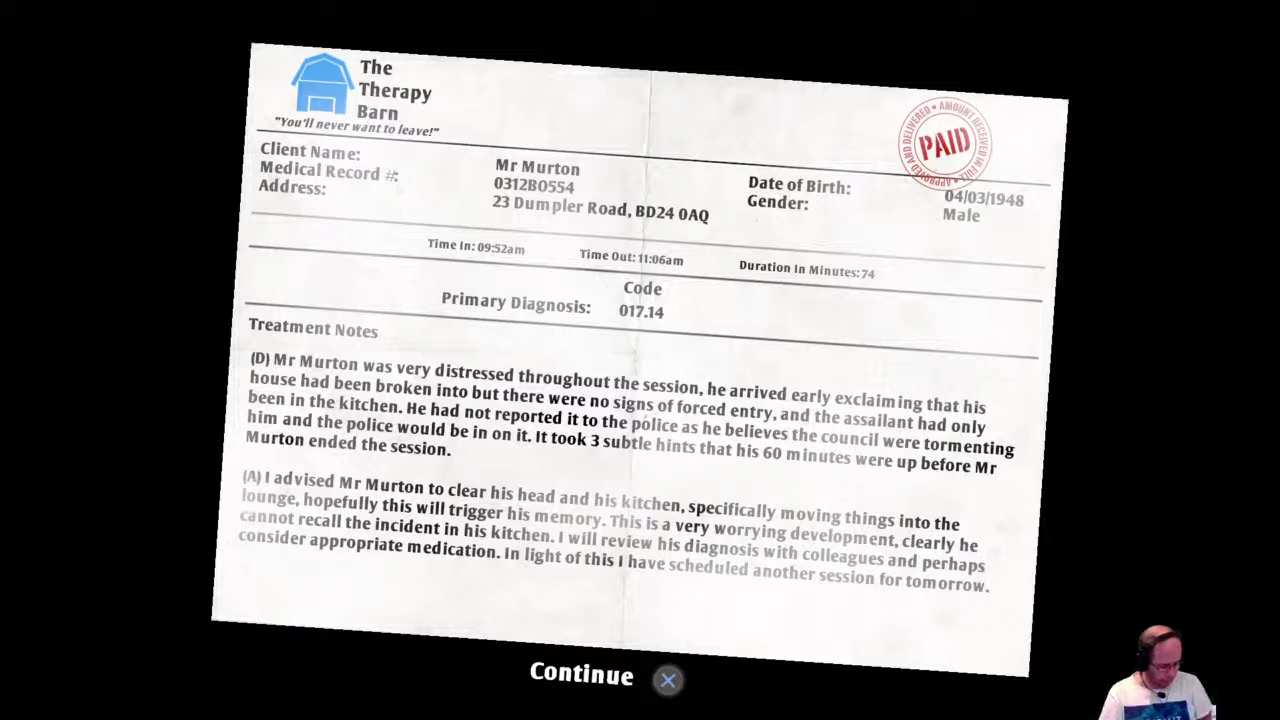 The
Therapy
Barn
"You'll never want to leave!"
AND DELIVERED • AMOUNT RECEIVED IN FULL • APPROVED
PAID
Client Name: Mr Murton
Medical Record #: 0312B0554
Address: 23 Dumpler Road, BD24 0AQ
Date of Birth: 04/03/1948
Gender: Male
Time In: 09:52am Time Out: 11:06am Duration In Minutes: 74
Code
Primary Diagnosis: 017.14
Treatment Notes
(D) Mr Murton was very distressed throughout the session, he arrived early exclaiming that his
house had been broken into but there were no signs of forced entry, and the assailant had only
been in the kitchen. He had not reported it to the police as he believes the council were tormenting
him and the police would be in on it. It took 3 subtle hints that his 60 minutes were up before Mr
Murton ended the session.
(A) I advised Mr Murton to clear his head and his kitchen, specifically moving things into the
lounge, hopefully this will trigger his memory. This is a very worrying development, clearly he
cannot recall the incident in his kitchen. I will review his diagnosis with colleagues and perhaps
consider appropriate medication. In light of this I have scheduled another session for tomorrow.
Continue